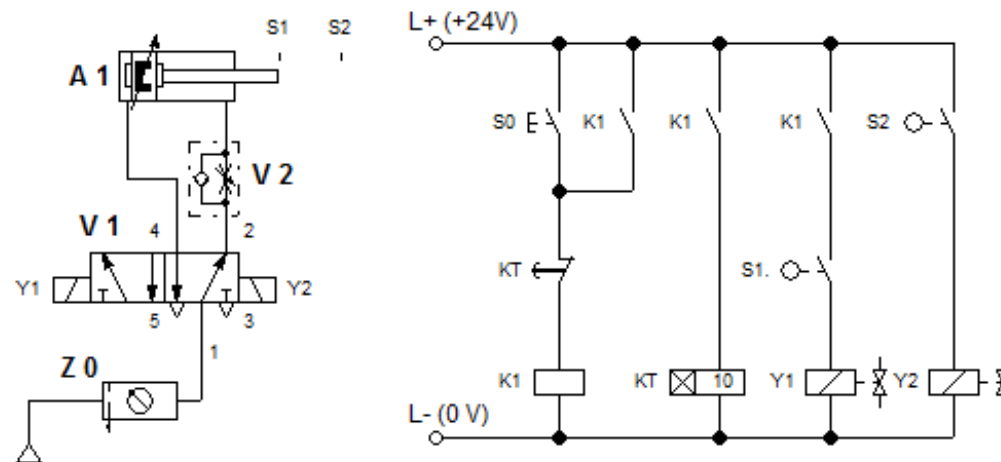 S1 S2
A 1
V 2
V 1 4 2
Y1 Y2
5 3
1
Z 0
L+ (+24V)
S0 K1 K1 K1 S2
KT S1.
K1 KT 10 Y1 Y2
L- (0 V)